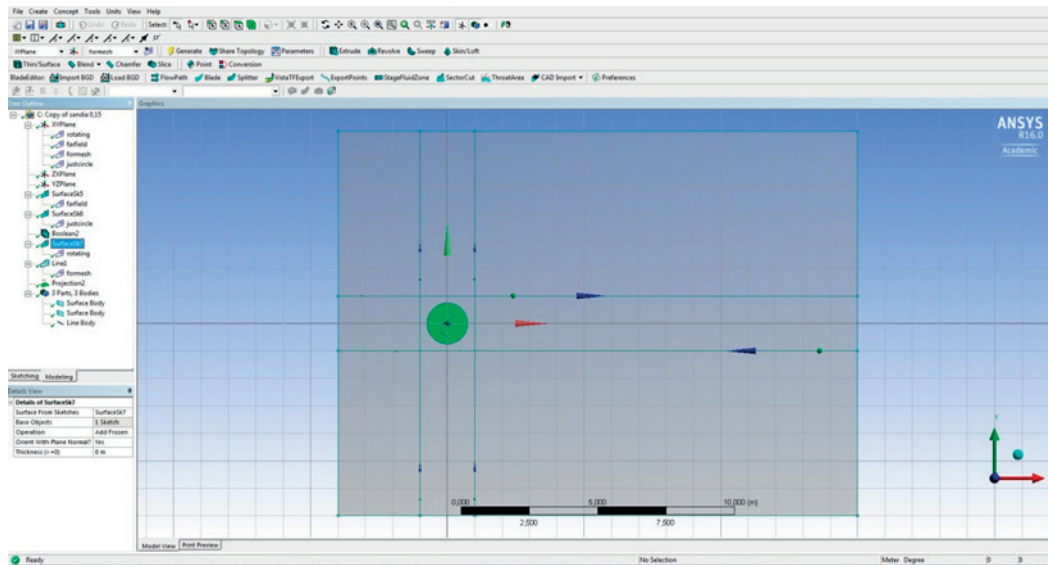 File Create Concept Tools Units View Help
Undo Redo Select:
XYPlane formesh Generate Share Topology Parameters Extrude Revolve Sweep Skin/Loft
Thin/Surface Blend Chamfer Slice Point Conversion
BladeEditor: Import BGD Load BGD FlowPath Blade Splitter VistaTFExport ExportPoints StageFluidZone SectorCut ThroatArea CAD Import Preferences
Tree Outline
Graphics
C: Copy of sandia 0,15
XYPlane
rotating
farfield
formesh
justcircle
ZXPlane
YZPlane
SurfaceSk5
farfield
SurfaceSk6
justcircle
Boolean2
SurfaceSk7
rotating
Line1
formesh
Projection2
3 Parts, 3 Bodies
Surface Body
Surface Body
Line Body
Sketching Modeling
Details View
Details of SurfaceSk7
Surface From Sketches SurfaceSk7
Base Objects 1 Sketch
Operation Add Frozen
Orient With Plane Normal? Yes
Thickness (>=0) 0 m
ANSYS
R16.0
Academic
Y
0,000 5,000 10,000 (m)
2,500 7,500
Model View Print Preview
Ready No Selection Meter Degree 0 0